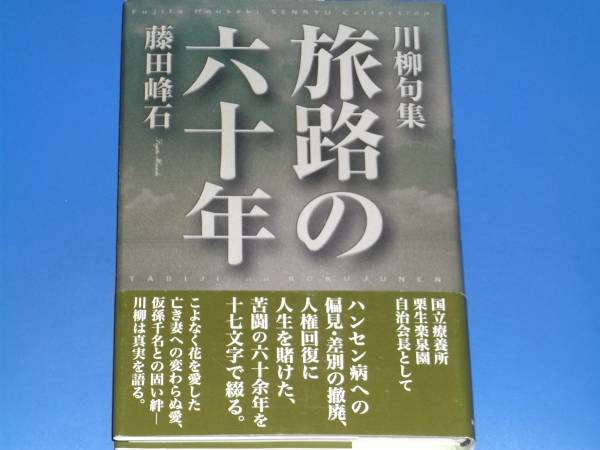 Fujita Houseki SENRYU Collection
川柳句集
旅路の
六十年
藤田峰石
TABIJI no ROKUJUNEN
国立療養所
栗生楽泉園
自治会長として
ハンセン病への
偏見・差別の撤廃、
人権回復に
人生を賭けた、
苦闘の六十余年を
十七文字で綴る。
こよなく花を愛した
亡き妻への変わらぬ愛、
仮孫千名との固い絆―
川柳は真実を語る。